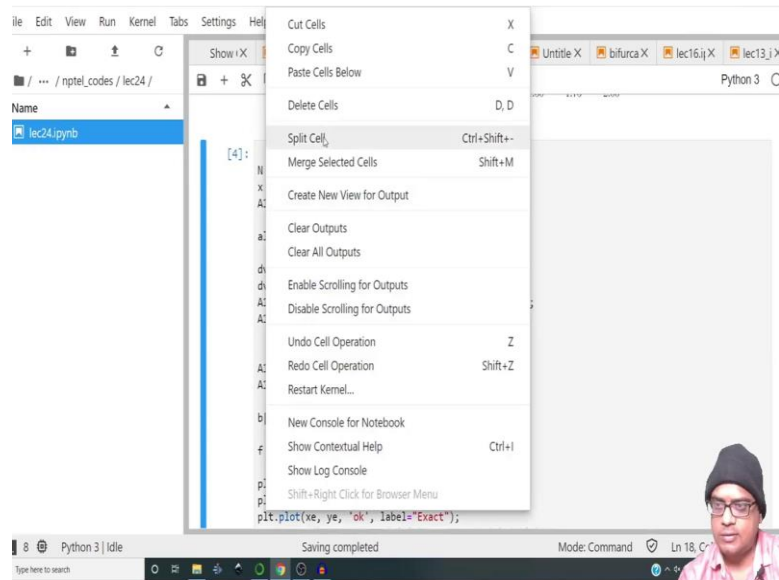 ile Edit View Run Kernel Tabs Settings Hel
Show
Untitle X bifurca X lec16.ij X lec13_i X
/ ··· / nptel_codes / lec24 /
Python 3
Name
lec24.ipynb
Cut Cells X
Copy Cells C
Paste Cells Below V
Delete Cells D, D
Split Cell Ctrl+Shift+-
Merge Selected Cells Shift+M
Create New View for Output
Clear Outputs
Clear All Outputs
Enable Scrolling for Outputs
Disable Scrolling for Outputs
Undo Cell Operation Z
Redo Cell Operation Shift+Z
Restart Kernel...
New Console for Notebook
Show Contextual Help Ctrl+I
Show Log Console
Shift+Right Click for Browser Menu
[4]:
N
x
plt.plot(xe, ye, 'ok', label="Exact");
8 Python 3 | Idle Saving completed Mode: Command Ln 18,
Type here to search